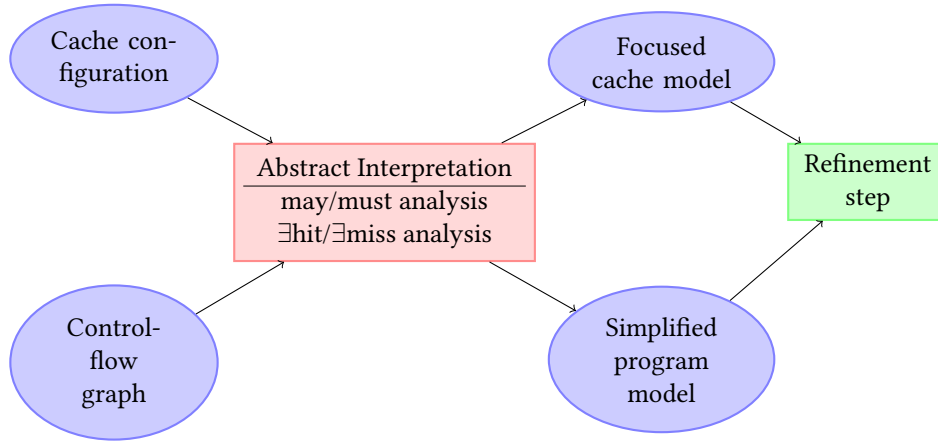 Cache con-
figuration
Focused
cache model
Abstract Interpretation
may/must analysis
∃hit/∃miss analysis
Refinement
step
Control-
flow
graph
Simplified
program
model